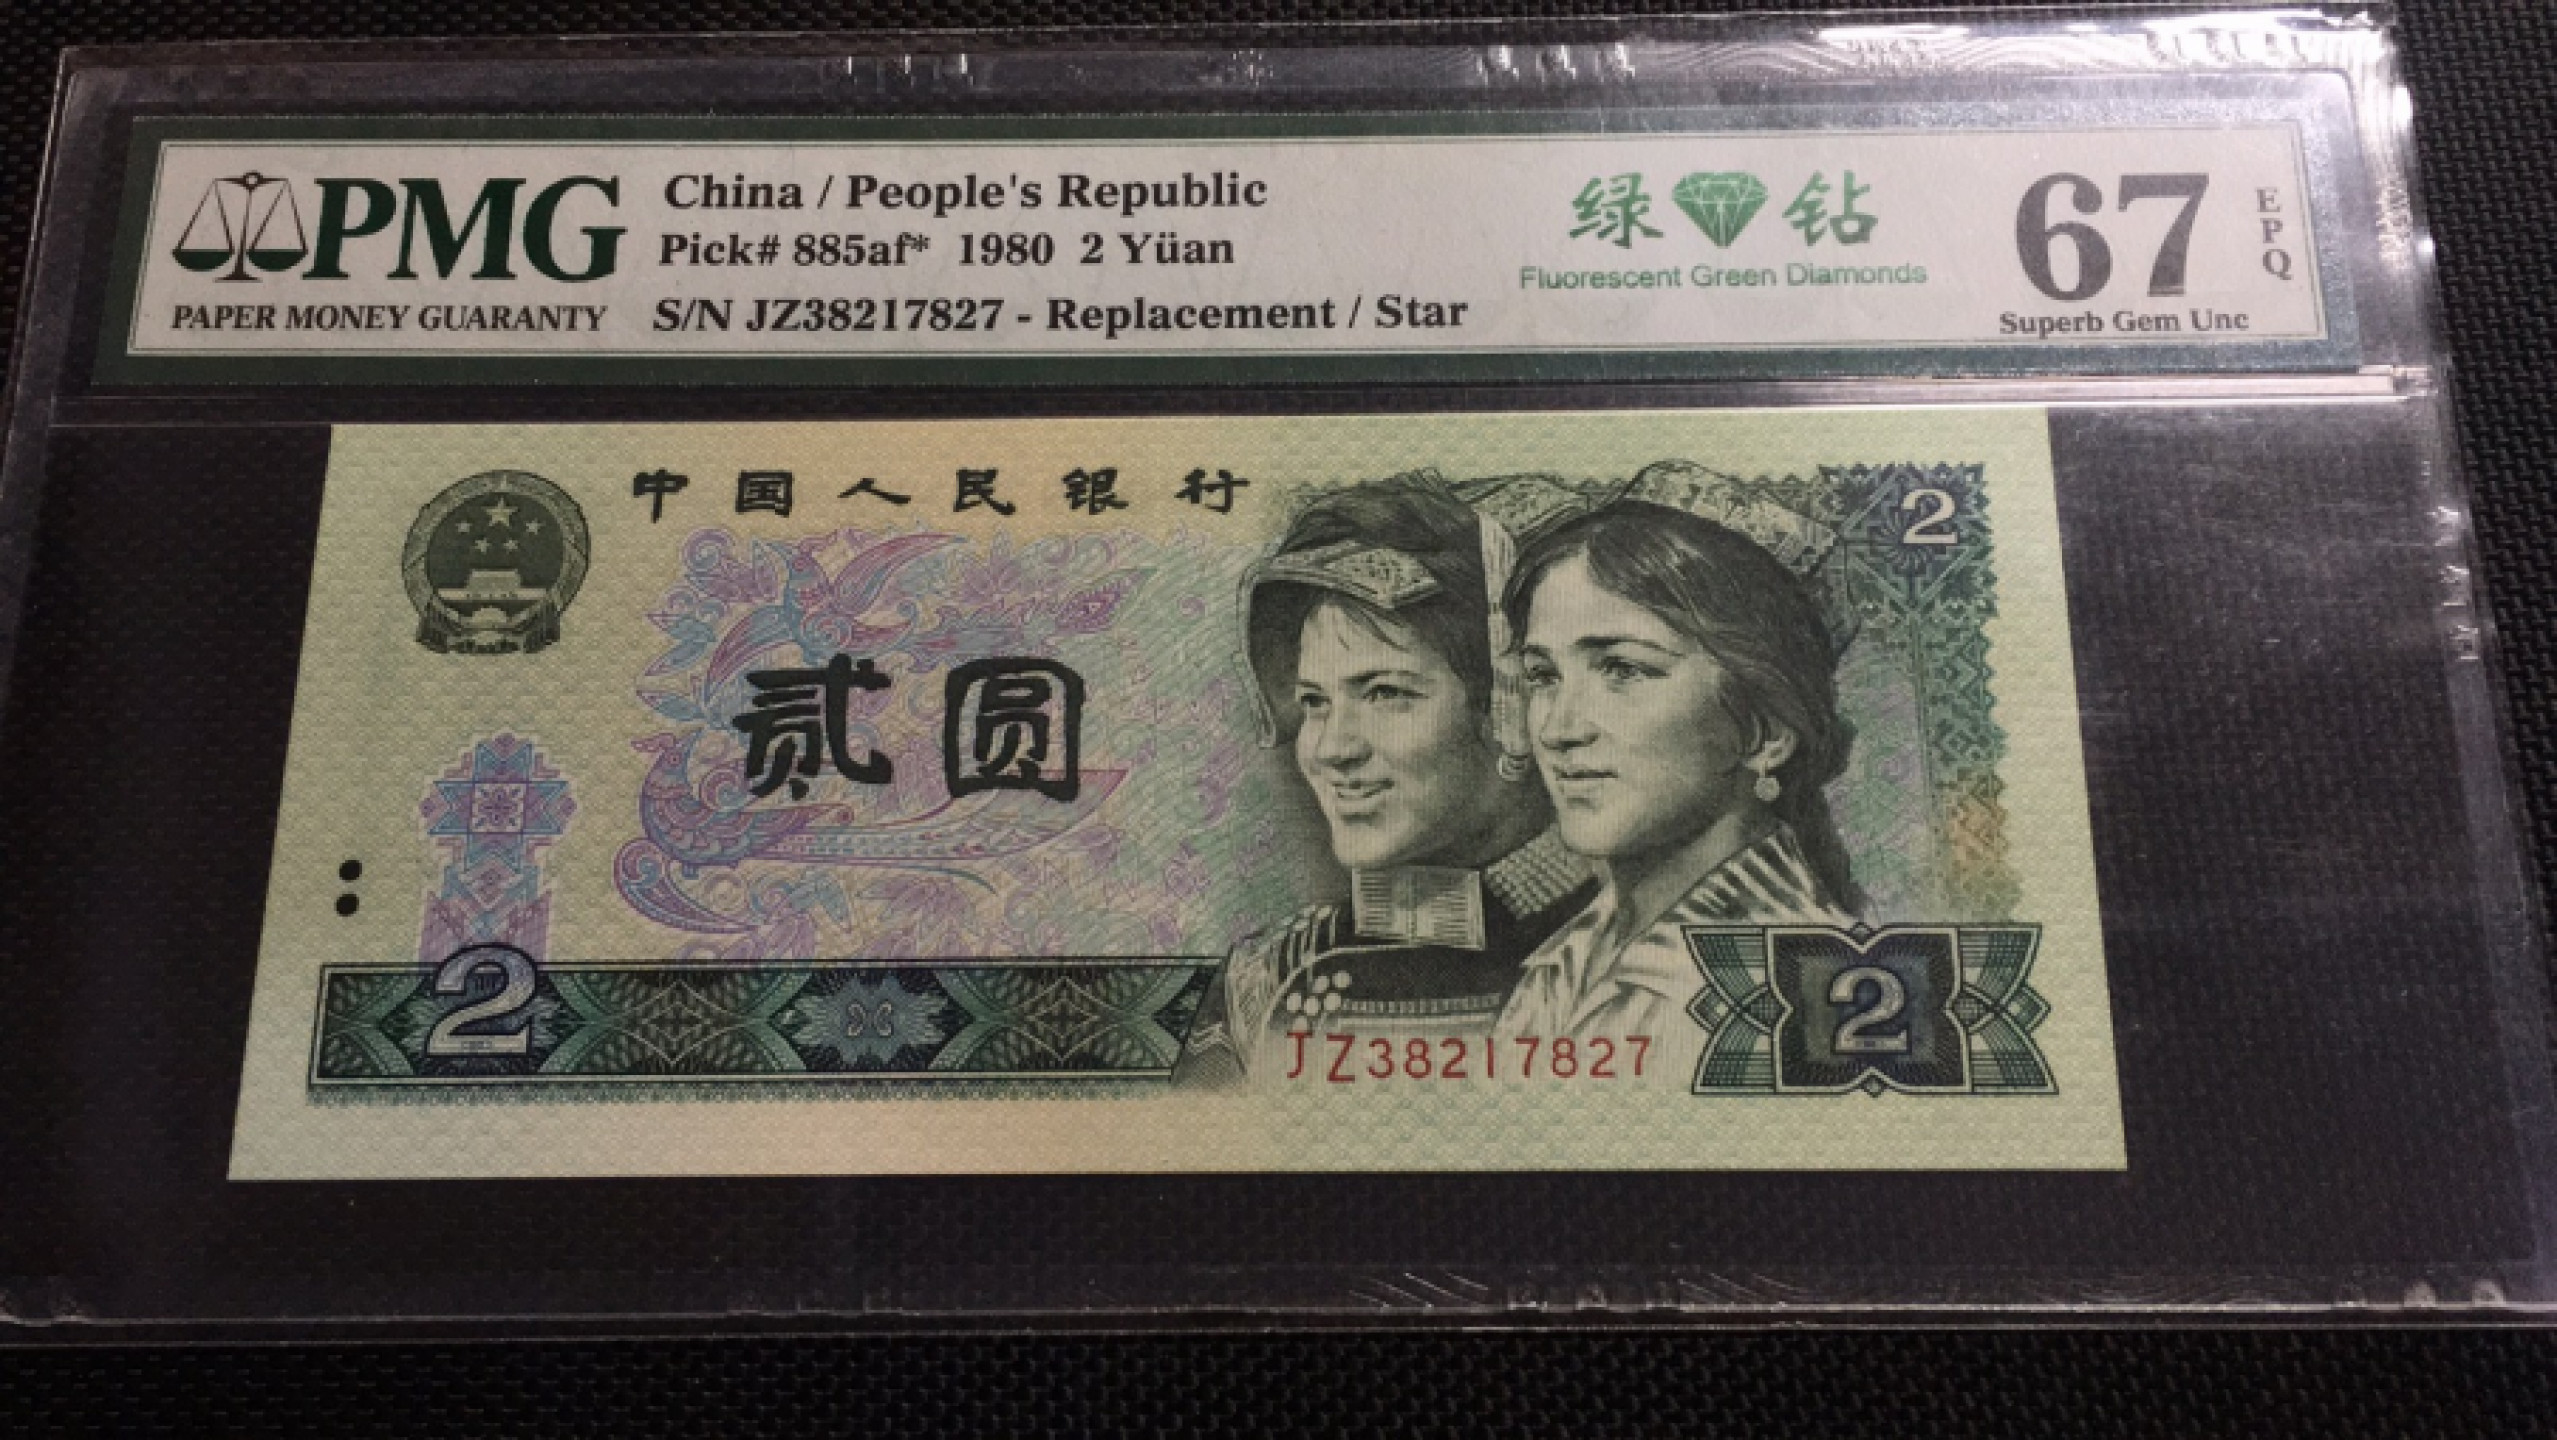 PMG
PAPER MONEY GUARANTY
China / People's Republic
Pick# 885af* 1980 2 Yüan
S/N JZ38217827 - Replacement / Star
绿 钻
Fluorescent Green Diamonds
67
EPQ
Superb Gem Unc
中国人民银行
2
贰圆
2
2
JZ38217827